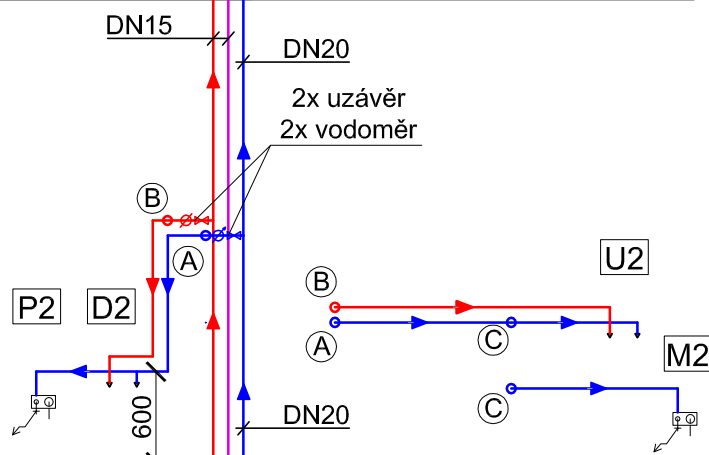 DN15
DN20
2x uzávěr
2x vodoměr
B
A
U2
B
P2
D2
A
C
M2
C
600
DN20